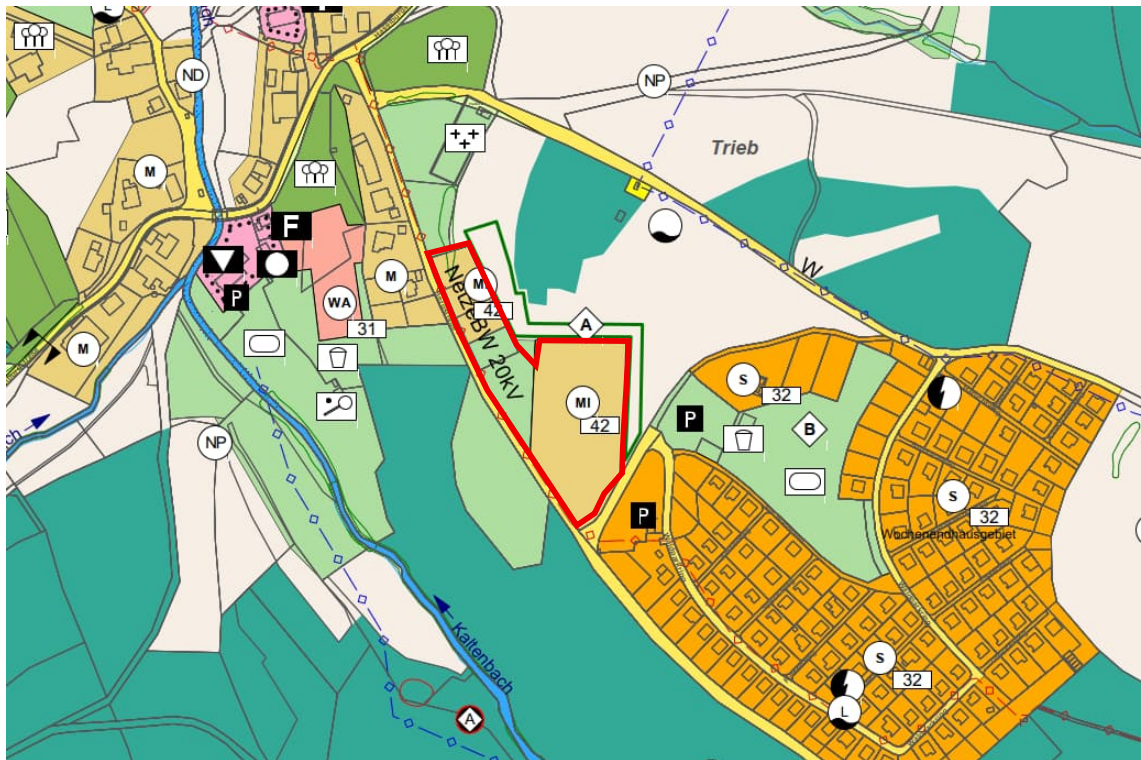 L
ND
NP
Trieb
M
F
P
M
WA
31
MI
42
NetzeBW 20kV
A
W
M
MI
42
S
32
P
B
NP
S
32
Wochenendhausgebiet
P
Kaltenbach
S
32
L
A